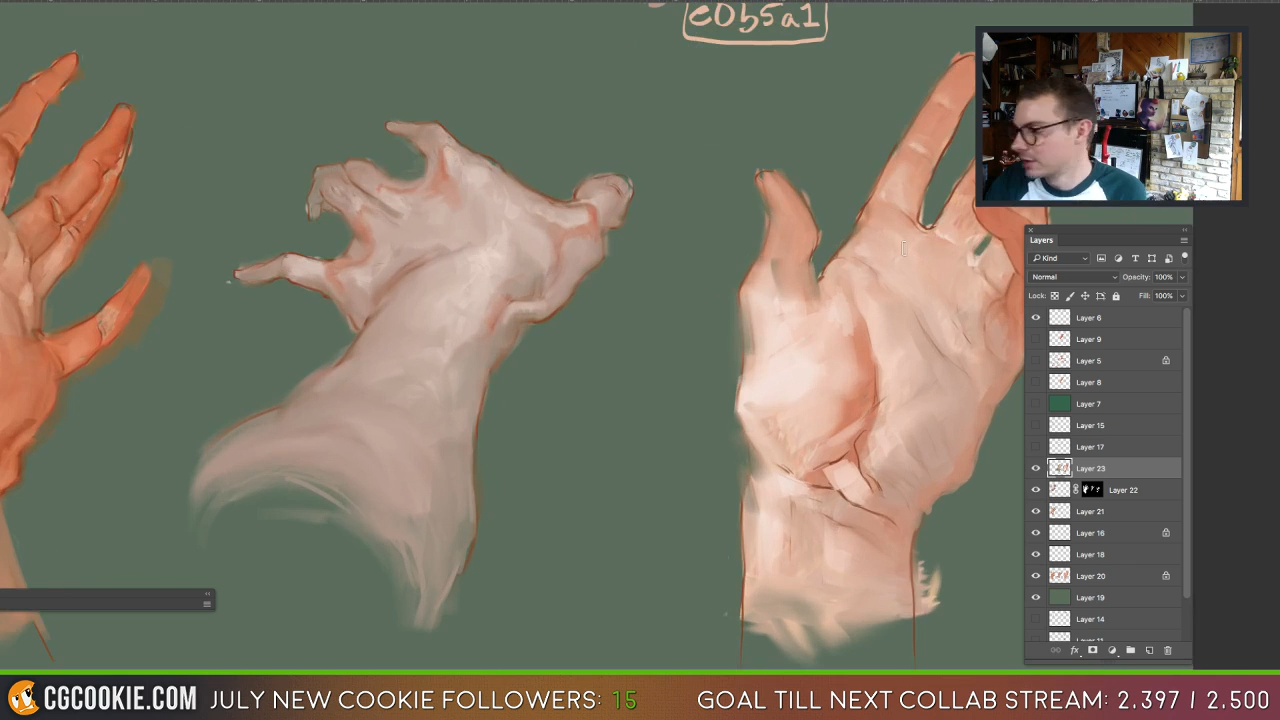 e0b5a1
Layers
Kind
Normal
Opacity: 100%
Lock:
Fill: 100%
Layer 6
Layer 9
Layer 5
Layer 8
Layer 7
Layer 15
Layer 17
Layer 23
Layer 22
Layer 21
Layer 16
Layer 18
Layer 20
Layer 19
Layer 14
fx
CGCOOKIE.COM JULY NEW COOKIE FOLLOWERS: 15 GOAL TILL NEXT COLLAB STREAM: 2.397 / 2.500